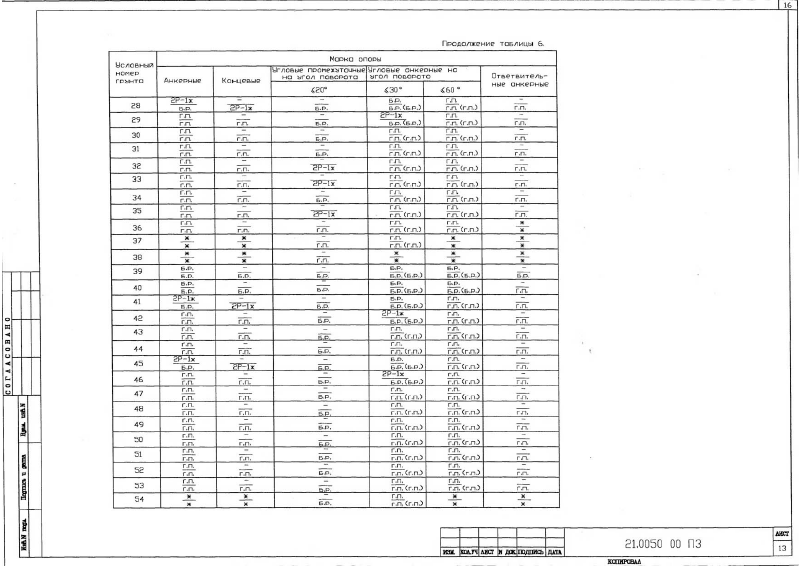 16
Продолжение таблицы 6.
Условный номер грунта
Марка опоры
Анкерные
Концевые
Угловые промежуточные на угол поворота
Угловые анкерные на угол поворота
Ответвительные анкерные
∡20°
∡30°
∡60°
28 2Р-1х – – Б.Р. Г.П. –
Б.Р. 2Р-1х Б.Р. Б.Р.(Б.Р.) Г.П.(Г.П.) Г.П.
29 Г.П. – – 2Р-1х Г.П. –
Г.П. Г.П. Б.Р. Б.Р.(Б.Р.) Г.П.(Г.П.) Г.П.
30 Г.П. – – Г.П. Г.П. –
Г.П. Г.П. Б.Р. Г.П.(Г.П.) Г.П.(Г.П.) Г.П.
31 Г.П. – – Г.П. Г.П. –
Г.П. Г.П. Б.Р. Г.П.(Г.П.) Г.П.(Г.П.) Г.П.
32 Г.П. – – Г.П. Г.П. –
Г.П. Г.П. 2Р-1х Г.П.(Г.П.) Г.П.(Г.П.) Г.П.
33 Г.П. – – Г.П. Г.П. –
Г.П. Г.П. 2Р-1х Г.П.(Г.П.) Г.П.(Г.П.) Г.П.
34 Г.П. – – Г.П. Г.П. –
Г.П. Г.П. Б.Р. Г.П.(Г.П.) Г.П.(Г.П.) Г.П.
35 Г.П. – – Г.П. Г.П. –
Г.П. Г.П. 2Р-1х Г.П.(Г.П.) Г.П.(Г.П.) Г.П.
36 Г.П. – – Г.П. Г.П. ж
Г.П. Г.П. Г.П. Г.П.(Г.П.) Г.П.(Г.П.) ж
37 ж ж – Г.П. ж ж
ж ж Г.П. Г.П.(Г.П.) ж ж
38 ж ж – ж ж ж
ж ж Г.П. ж ж ж
39 Б.Р. – – Б.Р. Б.Р. –
Б.Р. Б.Р. Б.Р. Б.Р.(Б.Р.) Б.Р.(Б.Р.) Б.Р.
40 Б.Р. – – Б.Р. Б.Р. –
Б.Р. Б.Р. Б.Р. Б.Р.(Б.Р.) Б.Р.(Б.Р.) Г.П.
41 2Р-1х – – Б.Р. Г.П. –
Б.Р. 2Р-1х Б.Р. Б.Р.(Б.Р.) Г.П.(Г.П.) Г.П.
42 Г.П. – – 2Р-1х Г.П. –
Г.П. Г.П. Б.Р. Б.Р.(Б.Р.) Г.П.(Г.П.) Г.П.
43 Г.П. – – Г.П. Г.П. –
Г.П. Г.П. Б.Р. Г.П.(Г.П.) Г.П.(Г.П.) Г.П.
44 Г.П. – – Г.П. Г.П. –
Г.П. Г.П. Б.Р. Г.П.(Г.П.) Г.П.(Г.П.) Г.П.
45 2Р-1х – – Б.Р. Г.П. –
Б.Р. 2Р-1х Б.Р. Б.Р.(Б.Р.) Г.П.(Г.П.) Г.П.
46 Г.П. – – 2Р-1х Г.П. –
Г.П. Г.П. Б.Р. Б.Р.(Б.Р.) Г.П.(Г.П.) Г.П.
47 Г.П. – – Г.П. Г.П. –
Г.П. Г.П. Б.Р. Г.П.(Г.П.) Г.П.(Г.П.) Г.П.
48 Г.П. – – Г.П. Г.П. –
Г.П. Г.П. Б.Р. Г.П.(Г.П.) Г.П.(Г.П.) Г.П.
49 Г.П. – – Г.П. Г.П. –
Г.П. Г.П. Б.Р. Г.П.(Г.П.) Г.П.(Г.П.) Г.П.
50 Г.П. – – Г.П. Г.П. –
Г.П. Г.П. Б.Р. Г.П.(Г.П.) Г.П.(Г.П.) Г.П.
51 Г.П. – – Г.П. Г.П. –
Г.П. Г.П. Б.Р. Г.П.(Г.П.) Г.П.(Г.П.) Г.П.
52 Г.П. – – Г.П. Г.П. –
Г.П. Г.П. Б.Р. Г.П.(Г.П.) Г.П.(Г.П.) Г.П.
53 Г.П. – – Г.П. Г.П. –
Г.П. Г.П. Б.Р. Г.П.(Г.П.) Г.П.(Г.П.) Г.П.
54 ж ж – Г.П. ж ж
ж ж Б.Р. Г.П.(Г.П.) ж ж
СОГЛАСОВАНО
Подпись и дата
Инв.N подл.
ИЗМ. КОЛ.УЧ ЛИСТ N ДОК. ПОДПИСЬ ДАТА
21.0050 00 ПЗ
ЛИСТ
13
КОПИРОВАЛ